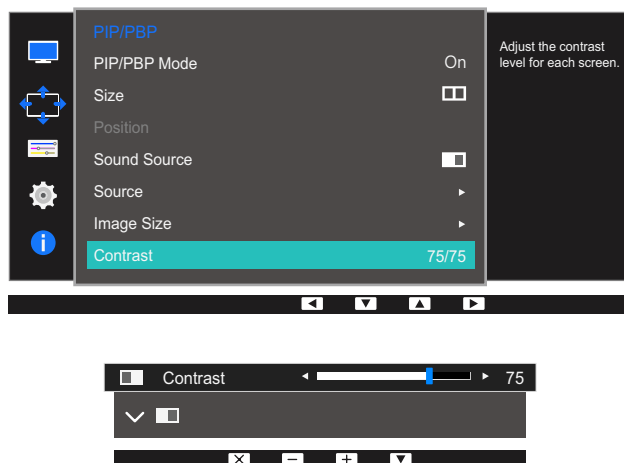 PIP/PBP
PIP/PBP Mode On
Size
Position
Sound Source
Source
Image Size
Contrast 75/75
Adjust the contrast
level for each screen.
Contrast 75